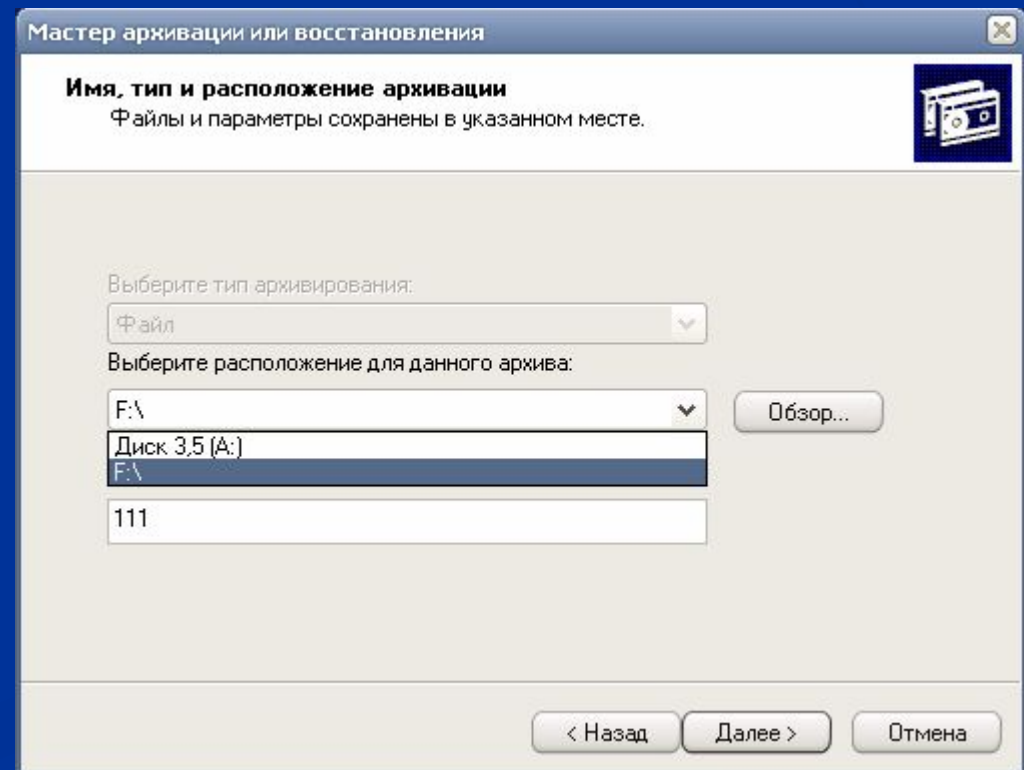 Мастер архивации или восстановления
Имя, тип и расположение архивации
Файлы и параметры сохранены в указанном месте.
Выберите тип архивирования:
Файл
Выберите расположение для данного архива:
F:\
Обзор...
Диск 3,5 (A:)
F:\
111
< Назад
Далее >
Отмена